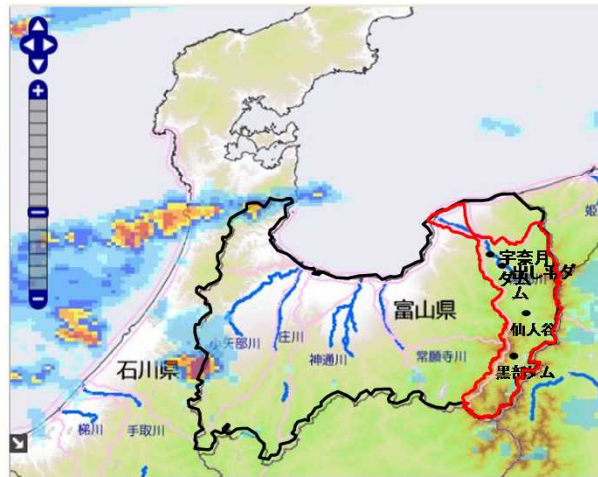 姫
宇奈月
ダム
出し平ダ
ム
仙人谷
黒部ダム
富山県
石川県
小矢部川
庄川
神通川
常願寺川
梯川
手取川